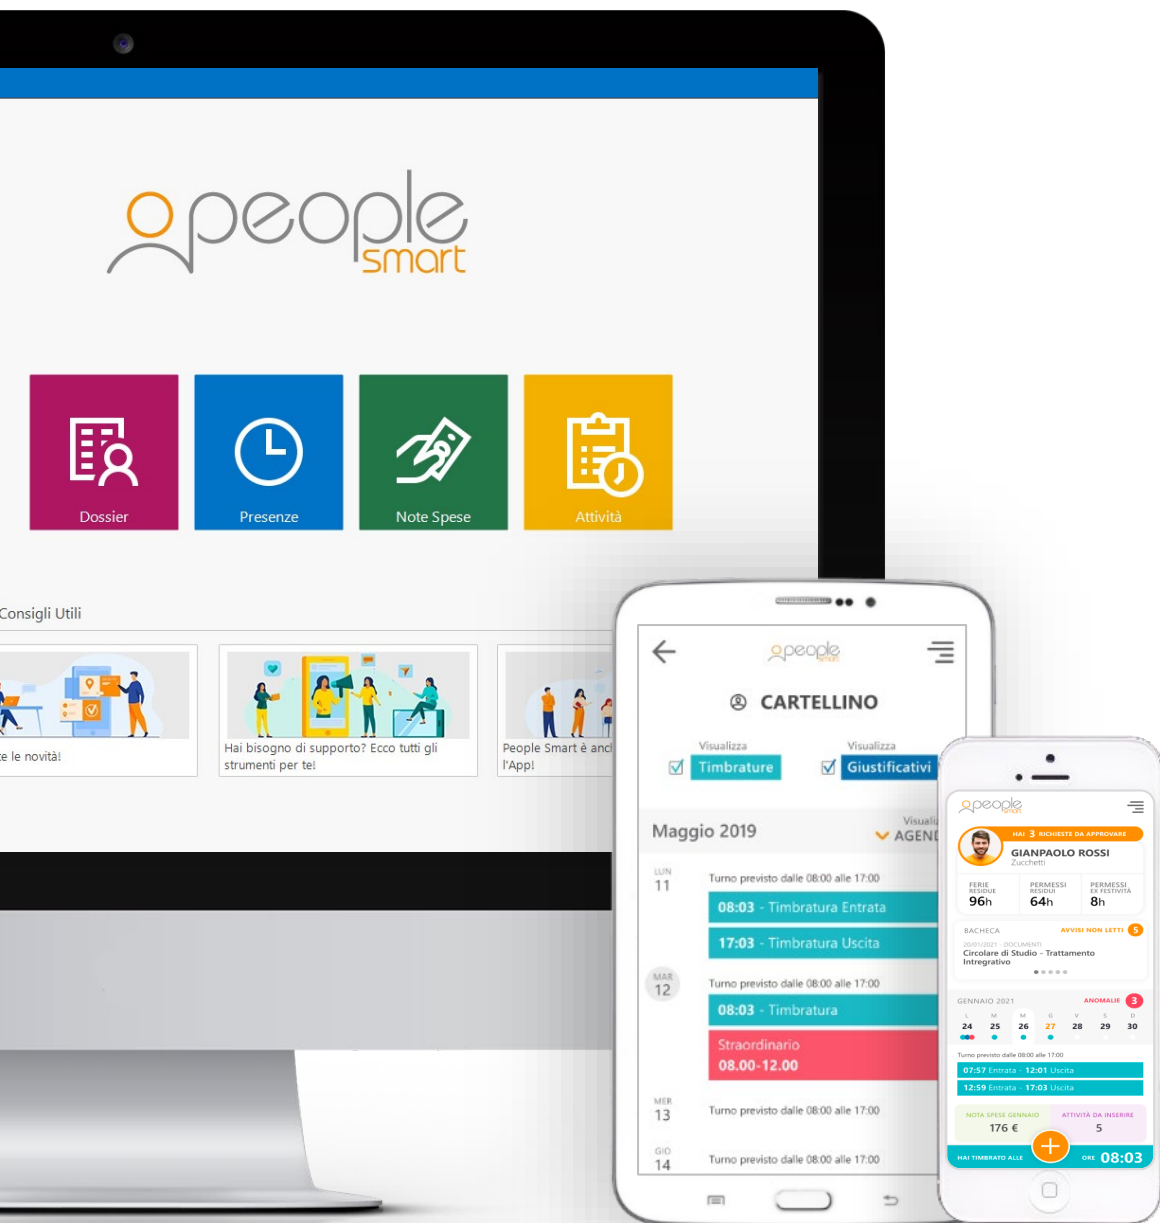 people
smart
Dossier
Presenze
Note Spese
Attività
Consigli Utili
te le novità!
Hai bisogno di supporto? Ecco tutti gli
strumenti per te!
People Smart è anch
l'App!
people
smart
CARTELLINO
Visualizza
Timbrature
Visualizza
Giustificativi
Maggio 2019
Visualiz
AGEND
LUN
11
Turno previsto dalle 08:00 alle 17:00
08:03 - Timbratura Entrata
17:03 - Timbratura Uscita
MAR
12
Turno previsto dalle 08:00 alle 17:00
08:03 - Timbratura
Straordinario
08.00-12.00
MER
13
Turno previsto dalle 08:00 alle 17:00
GIO
14
Turno previsto dalle 08:00 alle 17:00
people
smart
HAI 3 RICHIESTE DA APPROVARE
GIANPAOLO ROSSI
Zucchetti
FERIE
RESIDUE
96h
PERMESSI
RESIDUI
64h
PERMESSI
EX FESTIVITÀ
8h
BACHECA
AVVISI NON LETTI 5
20/01/2021 - DOCUMENTI
Circolare di Studio - Trattamento
Intregrativo
GENNAIO 2021
ANOMALIE 3
L M M G V S D
24 25 26 27 28 29 30
Turno previsto dalle 08:00 alle 17:00
07:57 Entrata - 12:01 Uscita
12:59 Entrata - 17:03 Uscita
NOTA SPESE GENNAIO
176 €
ATTIVITÀ DA INSERIRE
5
HAI TIMBRATO ALLE
ORE 08:03